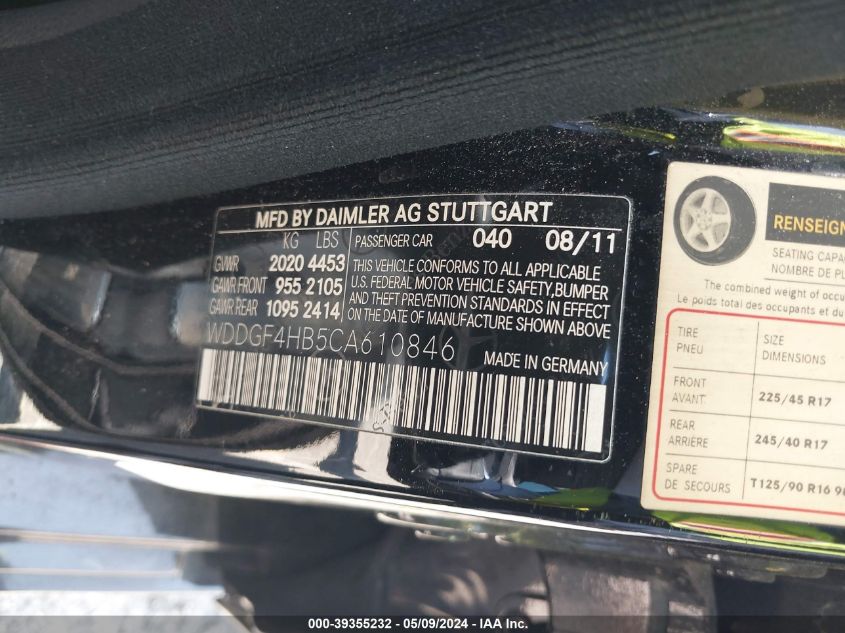 MFD BY DAIMLER AG STUTTGART
KG LBS
GVWR 2020 4453
GAWR FRONT 955 2105
GAWR REAR 1095 2414
PASSENGER CAR 040 08/11
THIS VEHICLE CONFORMS TO ALL APPLICABLE
U.S. FEDERAL MOTOR VEHICLE SAFETY,BUMPER
AND THEFT PREVENTION STANDARDS IN EFFECT
ON THE DATE OF MANUFACTURE SHOWN ABOVE
WDDGF4HB5CA610846
MADE IN GERMANY
RENSEIGN
SEATING CAPA
NOMBRE DE PL
The combined weight of occu
Le poids total des occupants et du
TIRE SIZE
PNEU DIMENSIONS
FRONT
AVANT 225/45 R17
REAR
ARRIÈRE 245/40 R17
SPARE
DE SECOURS T125/90 R16
000-39355232 - 05/09/2024 - IAA Inc.